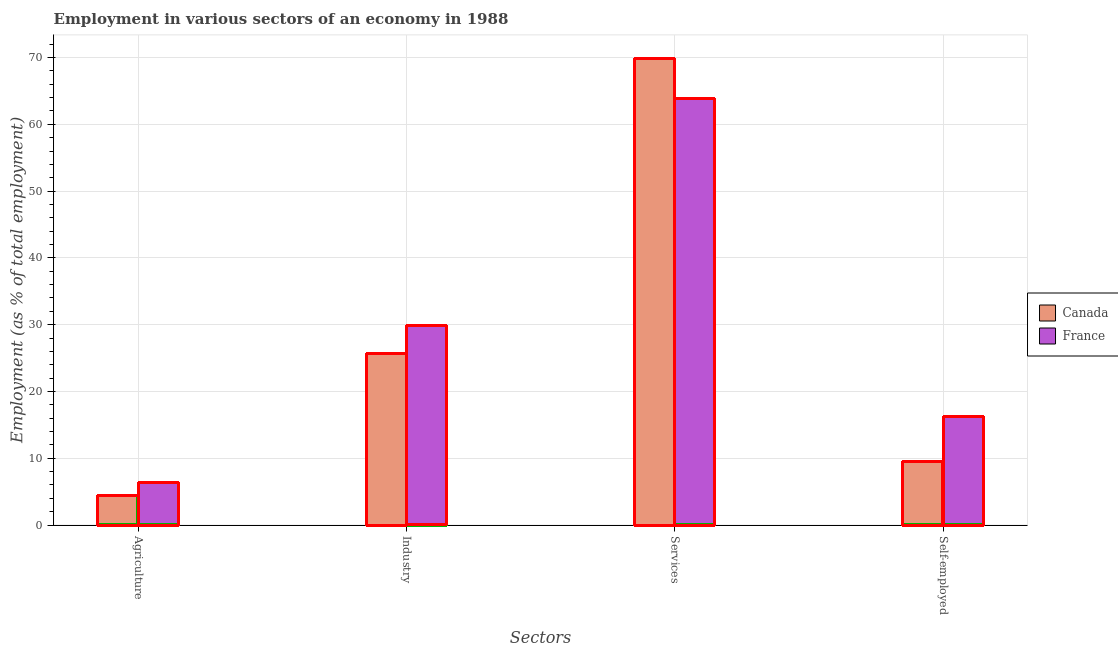 Employment in various sectors of an economy in 1988
Employment (as % of total employment)
70
60
50
40
30
20
10
0
Agriculture
Industry
Services
Self-employed
Sectors
Canada
France